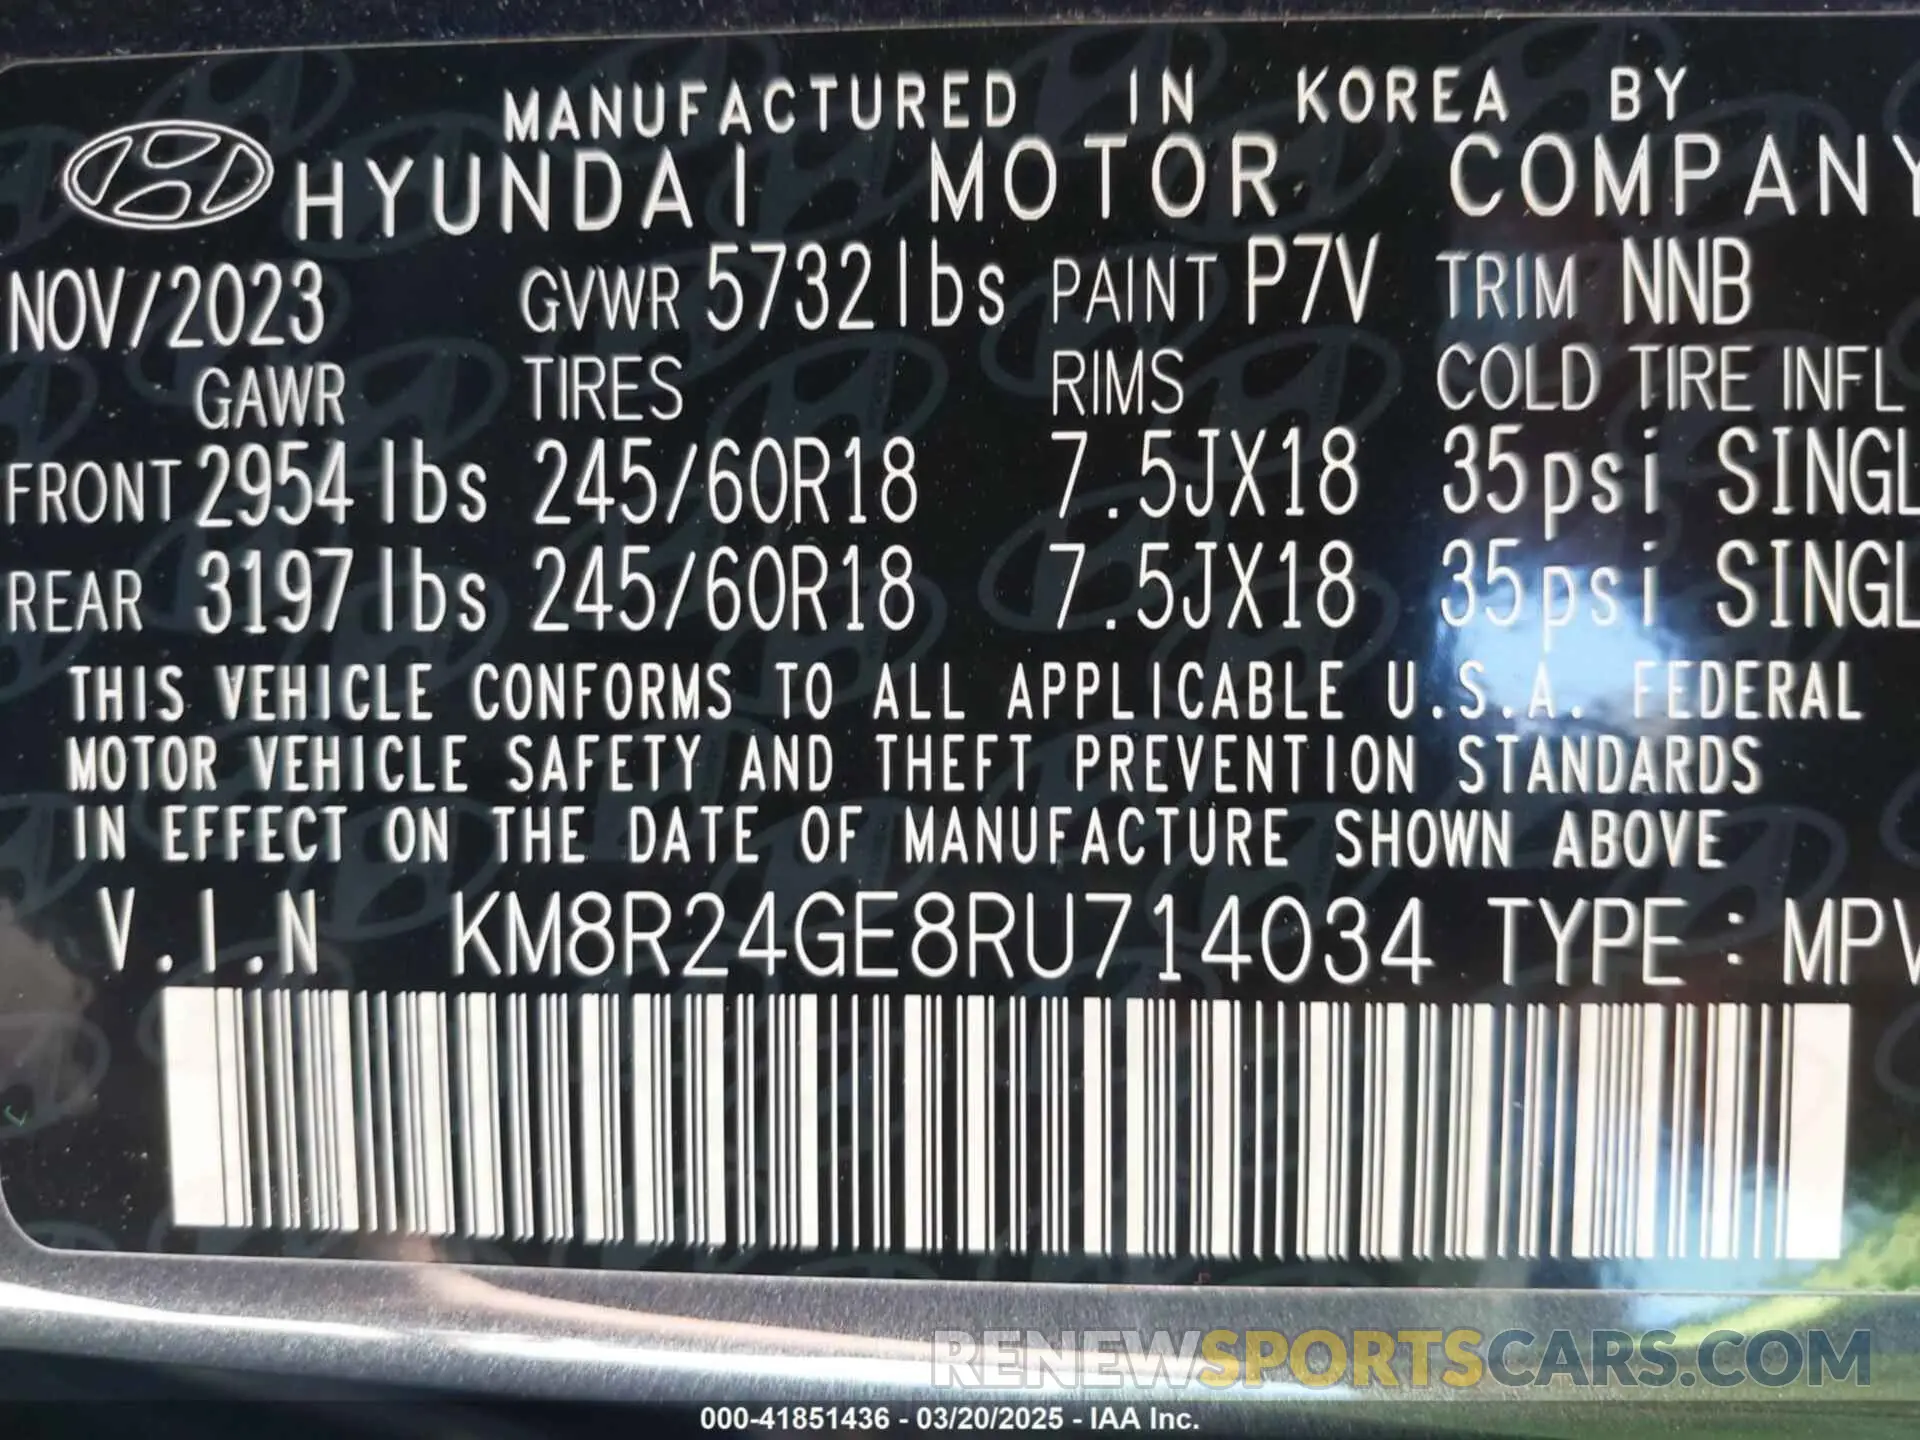 MANUFACTURED IN KOREA BY
HYUNDAI MOTOR COMPANY
NOV/2023 GVWR 5732lbs PAINT P7V TRIM NNB
GAWR TIRES RIMS COLD TIRE INFL
FRONT 2954lbs 245/60R18 7.5JX18 35psi SINGL
REAR 3197lbs 245/60R18 7.5JX18 35psi SINGL
THIS VEHICLE CONFORMS TO ALL APPLICABLE U.S.A. FEDERAL
MOTOR VEHICLE SAFETY AND THEFT PREVENTION STANDARDS
IN EFFECT ON THE DATE OF MANUFACTURE SHOWN ABOVE
V.I.N KM8R24GE8RU714034 TYPE : MPV
RENEWSPORTSCARS.COM
000-41851436 - 03/20/2025 - IAA Inc.